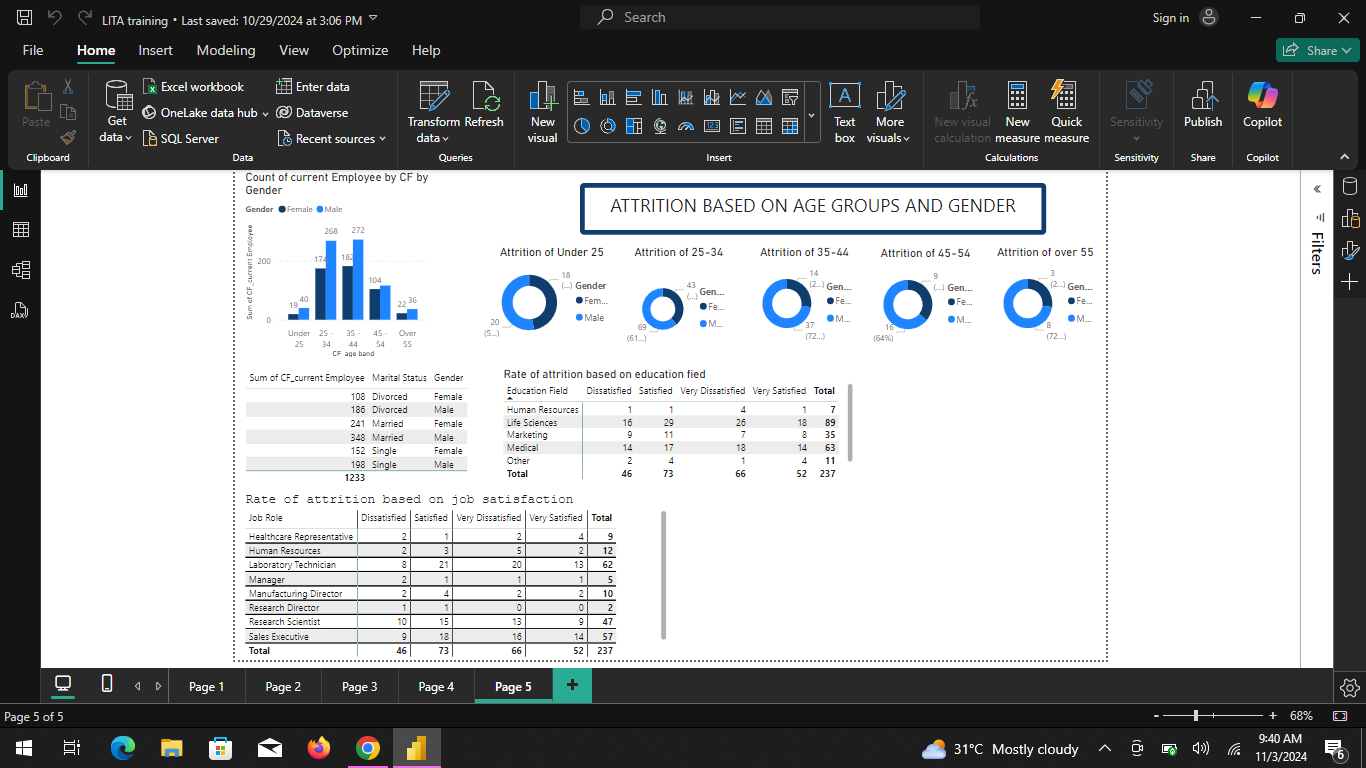 LITA training • Last saved: 10/29/2024 at 3:06 PM
Search
Sign in
File Home Insert Modeling View Optimize Help
Share
Paste
Clipboard
Get data
Excel workbook
OneLake data hub
SQL Server
Enter data
Dataverse
Recent sources
Data
Transform data
Refresh
Queries
New visual
Text box
More visuals
Insert
New visual calculation
New measure
Quick measure
Calculations
Sensitivity
Sensitivity
Publish
Share
Copilot
Copilot
Count of current Employee by CF by
Gender
Gender Female Male
Sum of CF_current Employee
200
0
19 40
174 268
182 272
104
22 36
Under 25
25 - 34
35 - 44
45 - 54
Over 55
CF_age band
ATTRITION BASED ON AGE GROUPS AND GENDER
Attrition of Under 25
18 (...)
20 (5...)
Gender
Fem...
Male
Attrition of 25-34
43 (...)
69 (61...)
Gen...
Fe...
M...
Attrition of 35-44
14 (2...)
37 (72...)
Gen...
Fe...
M...
Attrition of 45-54
9 (...)
16 (64%)
Gen...
Fe...
M...
Attrition of over 55
3 (2...)
8 (72...)
Gen...
Fe...
M...
Sum of CF_current Employee Marital Status Gender
108 Divorced Female
186 Divorced Male
241 Married Female
348 Married Male
152 Single Female
198 Single Male
1233
Rate of attrition based on education fied
Education Field Dissatisfied Satisfied Very Dissatisfied Very Satisfied Total
Human Resources 1 1 4 1 7
Life Sciences 16 29 26 18 89
Marketing 9 11 7 8 35
Medical 14 17 18 14 63
Other 2 4 1 4 11
Total 46 73 66 52 237
Rate of attrition based on job satisfaction
Job Role Dissatisfied Satisfied Very Dissatisfied Very Satisfied Total
Healthcare Representative 2 1 2 4 9
Human Resources 2 3 5 2 12
Laboratory Technician 8 21 20 13 62
Manager 2 1 1 1 5
Manufacturing Director 2 4 2 2 10
Research Director 1 1 0 0 2
Research Scientist 10 15 13 9 47
Sales Executive 9 18 16 14 57
Total 46 73 66 52 237
Filters
DAX
Page 1 Page 2 Page 3 Page 4 Page 5
Page 5 of 5
68%
31°C Mostly cloudy
9:40 AM
11/3/2024
6